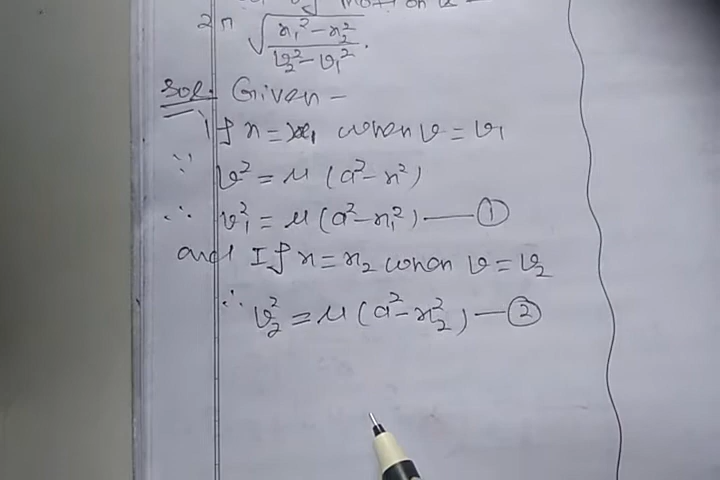 2π √((x₁² − x₂²)/(v₂² − v₁²)).
Sol. Given –
If x = x₁ when v = v₁
∵ v² = μ (a² – x²)
∴ v₁² = μ (a² – x₁²) —— ①
and If x = x₂ when v = v₂
∴ v₂² = μ (a² – x₂²) — ②